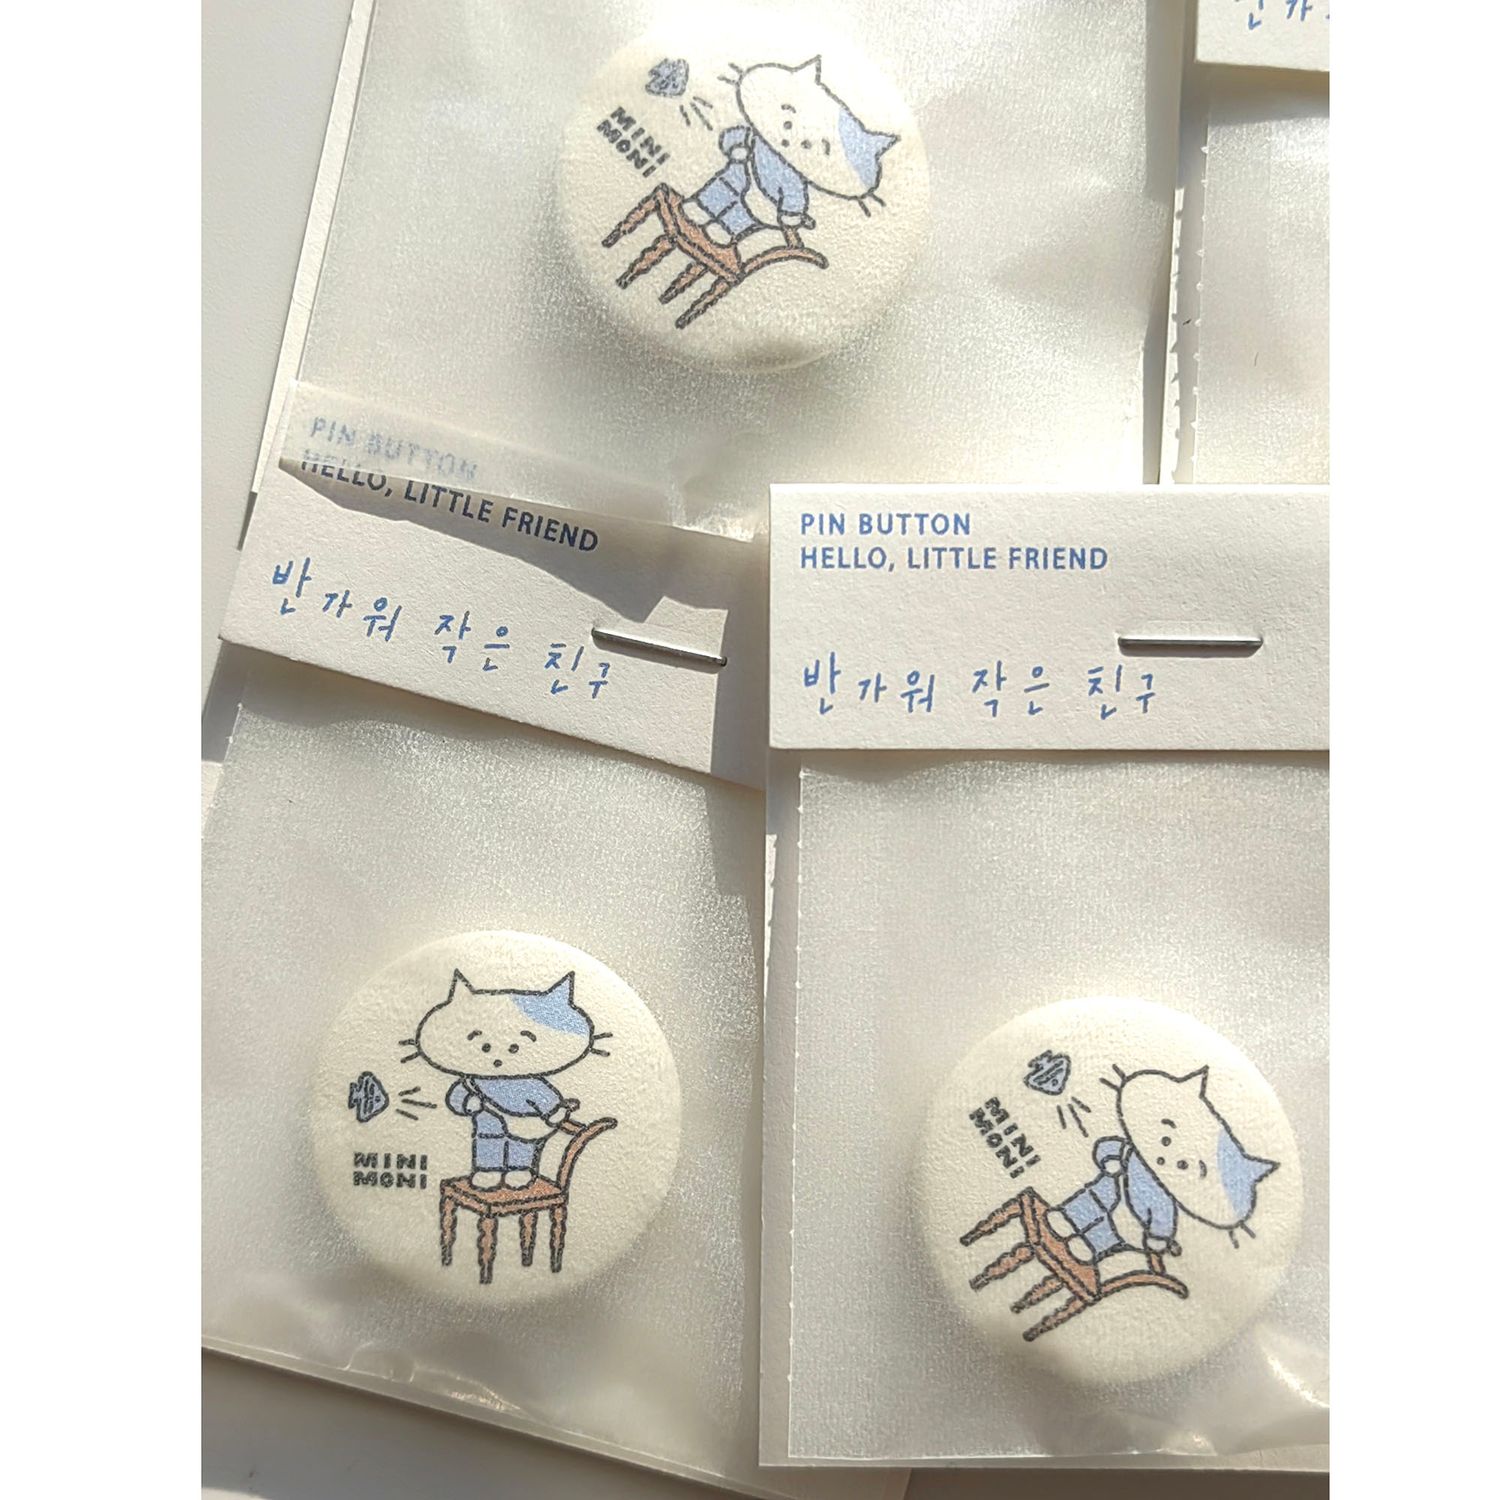 MINI
MONI
PIN BUTTON
HELLO, LITTLE FRIEND
반가워 작은 친구
PIN BUTTON
HELLO, LITTLE FRIEND
반가워 작은 친구
MINI
MONI
MINI
MONI